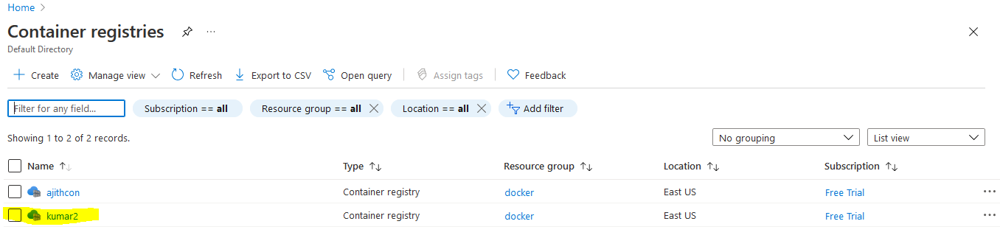 Home
Container registries
Default Directory
Create Manage view Refresh Export to CSV Open query Assign tags Feedback
Filter for any field... Subscription == all Resource group == all Location == all Add filter
Showing 1 to 2 of 2 records. No grouping List view
Name Type Resource group Location Subscription
ajithcon Container registry docker East US Free Trial
kumar2 Container registry docker East US Free Trial